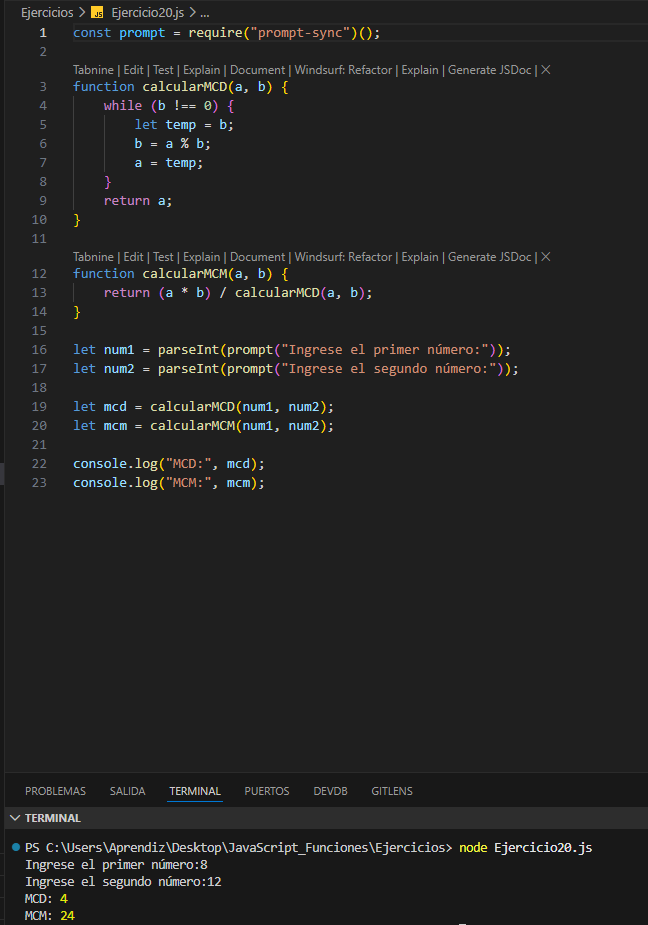 Ejercicios > JS Ejercicio20.js > ...
1 const prompt = require("prompt-sync")();
2
Tabnine | Edit | Test | Explain | Document | Windsurf: Refactor | Explain | Generate JSDoc | X
3 function calcularMCD(a, b) {
4     while (b !== 0) {
5         let temp = b;
6         b = a % b;
7         a = temp;
8     }
9     return a;
10 }
11
Tabnine | Edit | Test | Explain | Document | Windsurf: Refactor | Explain | Generate JSDoc | X
12 function calcularMCM(a, b) {
13     return (a * b) / calcularMCD(a, b);
14 }
15
16 let num1 = parseInt(prompt("Ingrese el primer número:"));
17 let num2 = parseInt(prompt("Ingrese el segundo número:"));
18
19 let mcd = calcularMCD(num1, num2);
20 let mcm = calcularMCM(num1, num2);
21
22 console.log("MCD:", mcd);
23 console.log("MCM:", mcm);
PROBLEMAS SALIDA TERMINAL PUERTOS DEVDB GITLENS
TERMINAL
PS C:\Users\Aprendiz\Desktop\JavaScript_Funciones\Ejercicios> node Ejercicio20.js
Ingrese el primer número:8
Ingrese el segundo número:12
MCD: 4
MCM: 24